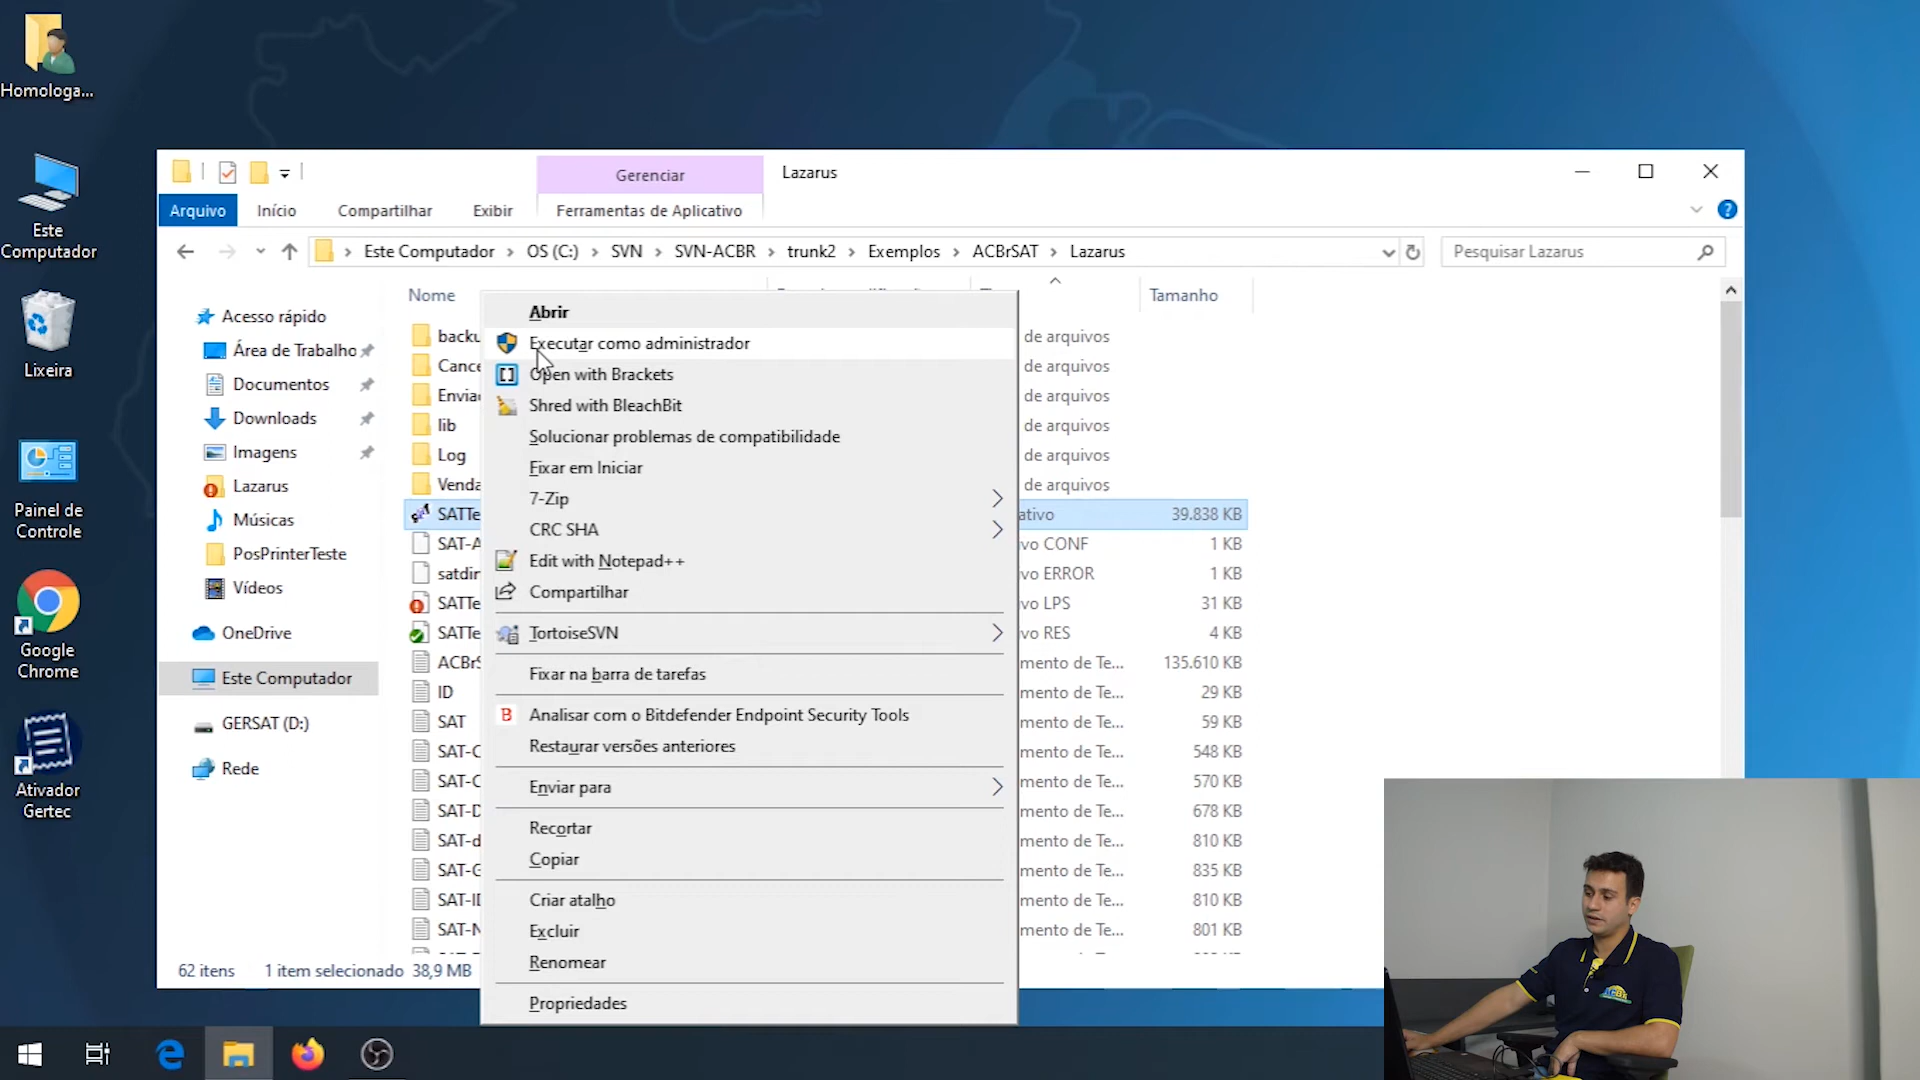 Homologa...
Este
Computador
Lixeira
Painel de
Controle
Google
Chrome
Ativador
Gertec
Gerenciar
Lazarus
Arquivo
Início
Compartilhar
Exibir
Ferramentas de Aplicativo
Este Computador > OS (C:) > SVN > SVN-ACBR > trunk2 > Exemplos > ACBrSAT > Lazarus
Pesquisar Lazarus
Nome
Tamanho
Acesso rápido
Área de Trabalho
Documentos
Downloads
Imagens
Lazarus
Músicas
PosPrinterTeste
Vídeos
OneDrive
Este Computador
GERSAT (D:)
Rede
backu
de arquivos
Cance
de arquivos
Envia
de arquivos
lib
de arquivos
Log
de arquivos
Venda
de arquivos
SATTe
ativo
39.838 KB
SAT-A
vo CONF
1 KB
satdin
vo ERROR
1 KB
SATTe
vo LPS
31 KB
SATTe
vo RES
4 KB
ACBrS
mento de Te...
135.610 KB
ID
mento de Te...
29 KB
SAT
mento de Te...
59 KB
SAT-C
mento de Te...
548 KB
SAT-C
mento de Te...
570 KB
SAT-D
mento de Te...
678 KB
SAT-d
mento de Te...
810 KB
SAT-G
mento de Te...
835 KB
SAT-ID
mento de Te...
810 KB
SAT-N
mento de Te...
801 KB
Abrir
Executar como administrador
Open with Brackets
Shred with BleachBit
Solucionar problemas de compatibilidade
Fixar em Iniciar
7-Zip
CRC SHA
Edit with Notepad++
Compartilhar
TortoiseSVN
Fixar na barra de tarefas
Analisar com o Bitdefender Endpoint Security Tools
Restaurar versões anteriores
Enviar para
Recortar
Copiar
Criar atalho
Excluir
Renomear
Propriedades
62 itens
1 item selecionado 38,9 MB